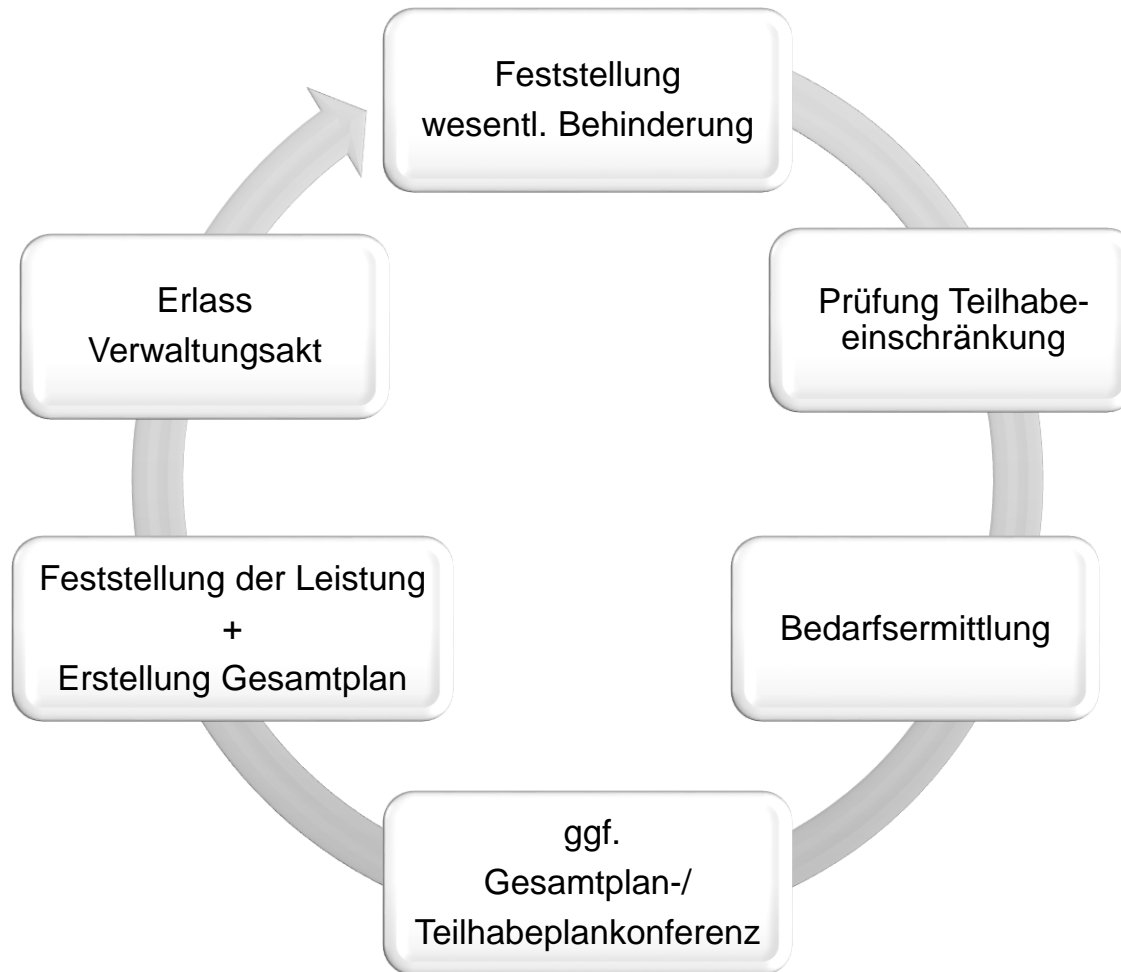 Feststellung
wesentl. Behinderung
Prüfung Teilhabe-
einschränkung
Bedarfsermittlung
ggf.
Gesamtplan-/
Teilhabeplankonferenz
Feststellung der Leistung
+
Erstellung Gesamtplan
Erlass
Verwaltungsakt